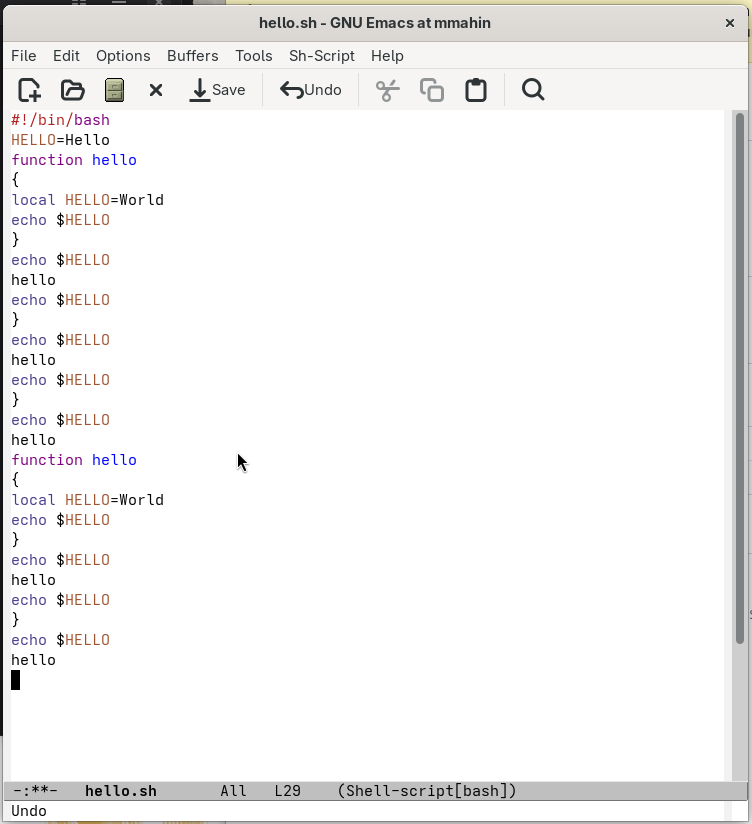 hello.sh - GNU Emacs at mmahin ×
File Edit Options Buffers Tools Sh-Script Help
Save Undo
#!/bin/bash
HELLO=Hello
function hello
{
local HELLO=World
echo $HELLO
}
echo $HELLO
hello
echo $HELLO
}
echo $HELLO
hello
echo $HELLO
}
echo $HELLO
hello
function hello
{
local HELLO=World
echo $HELLO
}
echo $HELLO
hello
echo $HELLO
}
echo $HELLO
hello
-:**- hello.sh All L29 (Shell-script[bash])
Undo